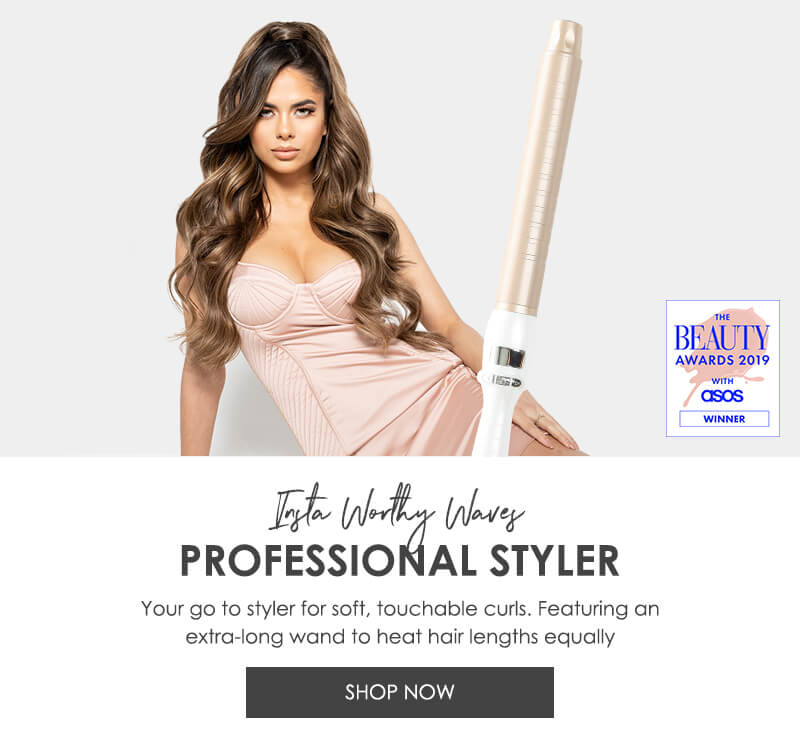 THE
BEAUTY
AWARDS 2019
WITH
asos
WINNER
Insta Worthy Waves
PROFESSIONAL STYLER
Your go to styler for soft, touchable curls. Featuring an
extra-long wand to heat hair lengths equally
SHOP NOW